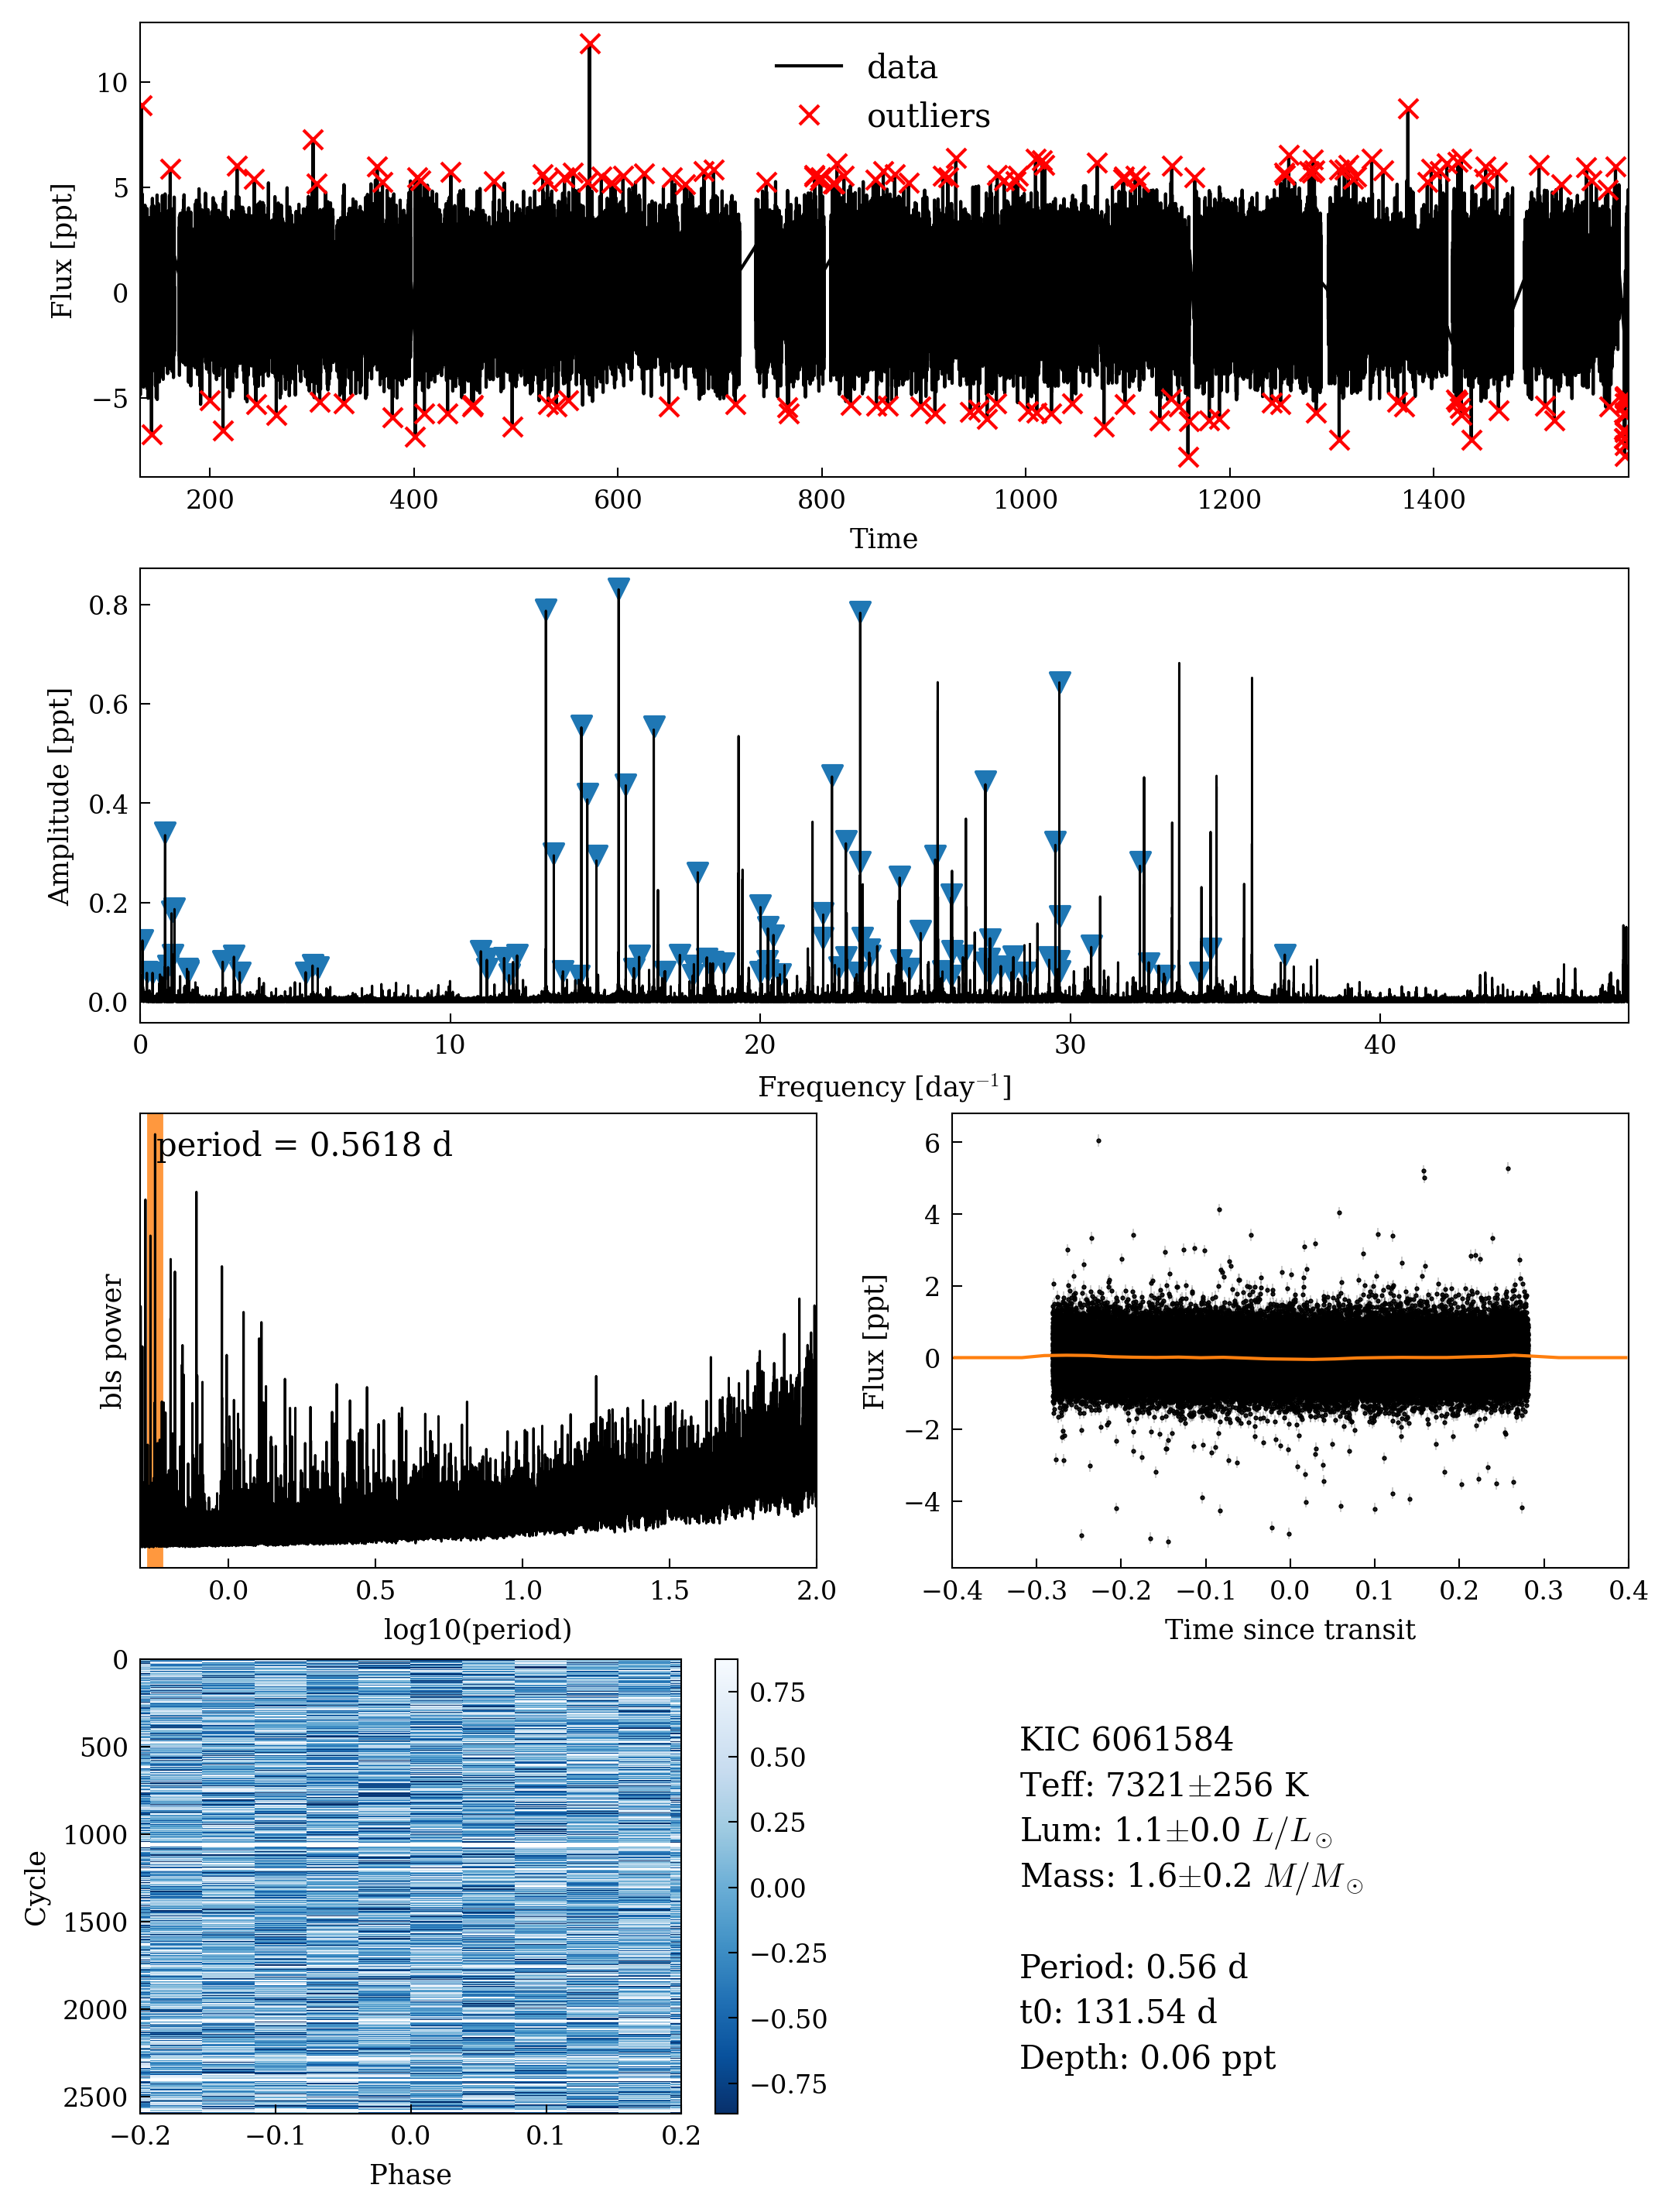 data
outliers
10
5
0
−5
Flux [ppt]
200 400 600 800 1000 1200 1400
Time
0.8
0.6
0.4
0.2
0.0
Amplitude [ppt]
0 10 20 30 40
Frequency [day⁻¹]
period = 0.5618 d
bls power
0.0 0.5 1.0 1.5 2.0
log10(period)
6
4
2
0
−2
−4
Flux [ppt]
−0.4 −0.3 −0.2 −0.1 0.0 0.1 0.2 0.3 0.4
Time since transit
0
500
1000
1500
2000
2500
Cycle
−0.2 −0.1 0.0 0.1 0.2
Phase
0.75
0.50
0.25
0.00
−0.25
−0.50
−0.75
KIC 6061584
Teff: 7321±256 K
Lum: 1.1±0.0 L/L⊙
Mass: 1.6±0.2 M/M⊙
Period: 0.56 d
t0: 131.54 d
Depth: 0.06 ppt